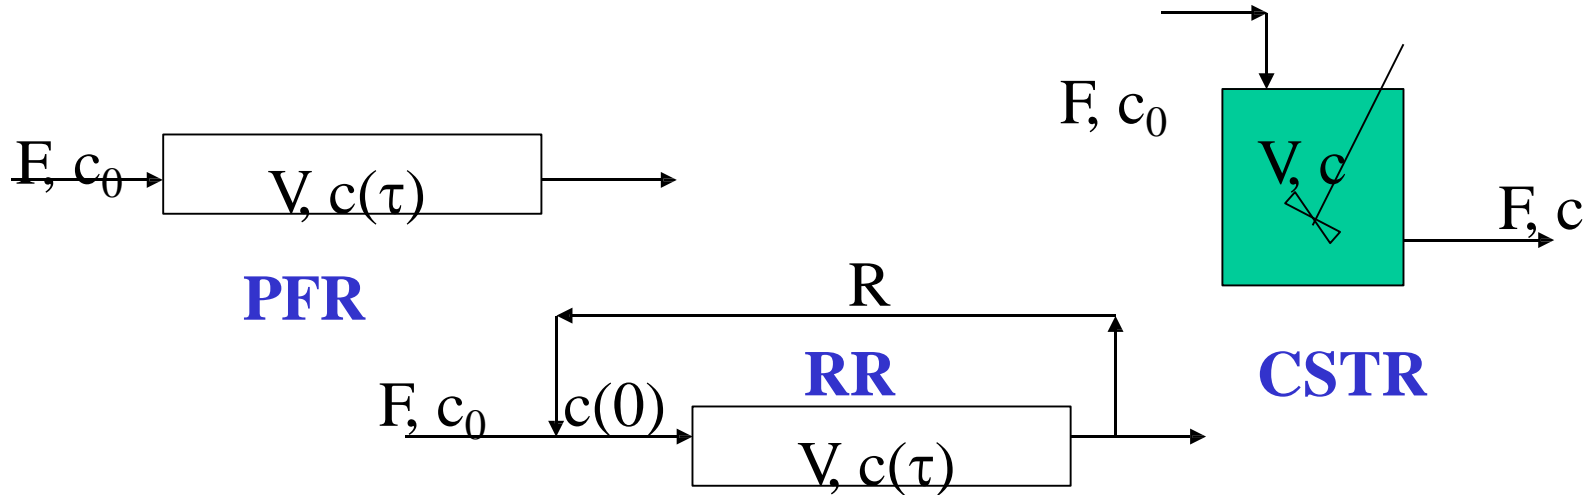 F, c₀
V, c
F, c₀
V, c(τ)
F, c
PFR
R
RR
CSTR
F, c₀
c(0)
V, c(τ)